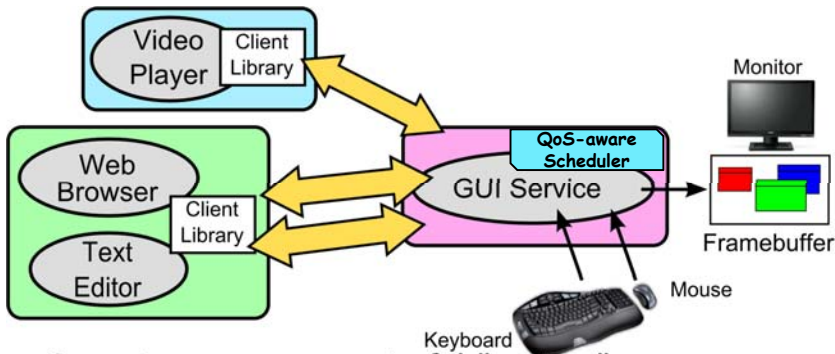 Video
Player
Client
Library
Web
Browser
Client
Library
Text
Editor
QoS-aware
Scheduler
GUI Service
Monitor
Framebuffer
Mouse
Keyboard